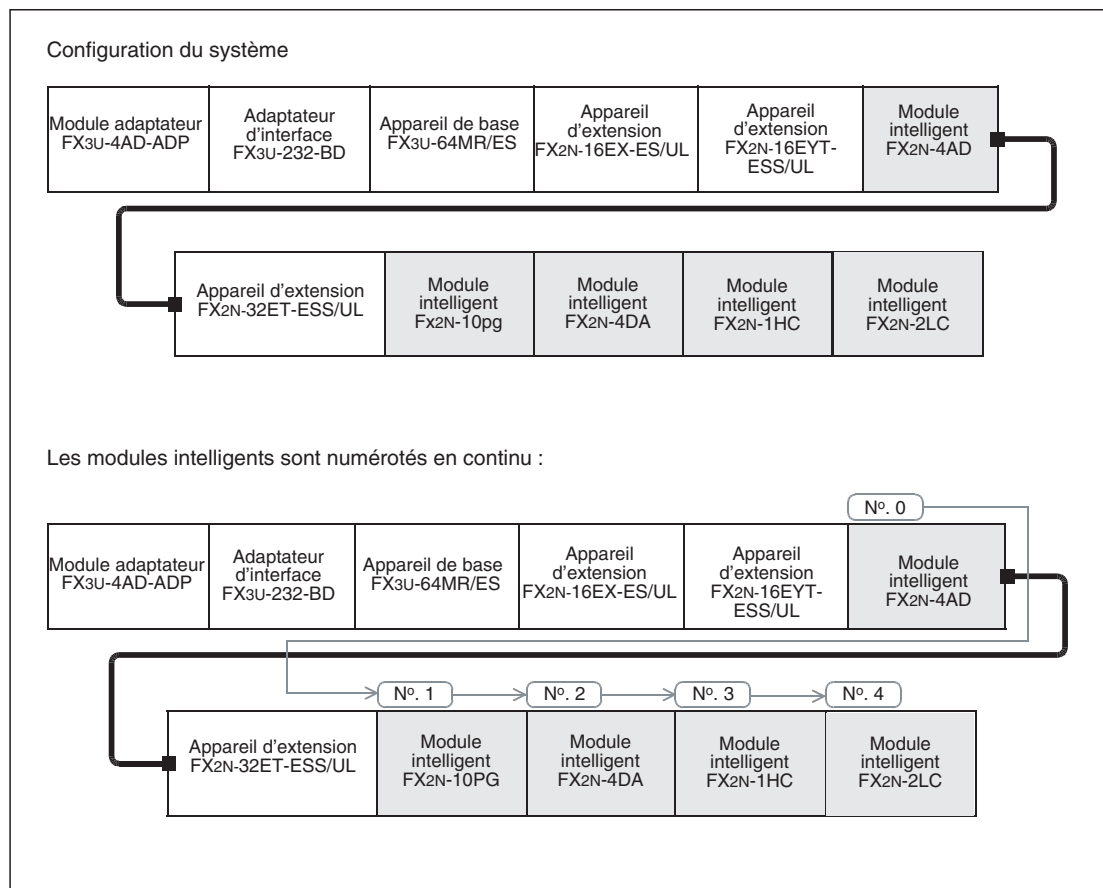 Configuration du système
Module adaptateur
FX3U-4AD-ADP
Adaptateur
d'interface
FX3U-232-BD
Appareil de base
FX3U-64MR/ES
Appareil
d'extension
FX2N-16EX-ES/UL
Appareil
d'extension
FX2N-16EYT-
ESS/UL
Module
intelligent
FX2N-4AD
Appareil d'extension
FX2N-32ET-ESS/UL
Module
intelligent
Fx2N-10pg
Module
intelligent
FX2N-4DA
Module
intelligent
FX2N-1HC
Module
intelligent
FX2N-2LC
Les modules intelligents sont numérotés en continu :
Nº. 0
Module adaptateur
FX3U-4AD-ADP
Adaptateur
d'interface
FX3U-232-BD
Appareil de base
FX3U-64MR/ES
Appareil
d'extension
FX2N-16EX-ES/UL
Appareil
d'extension
FX2N-16EYT-
ESS/UL
Module
intelligent
FX2N-4AD
Nº. 1
Nº. 2
Nº. 3
Nº. 4
Appareil d'extension
FX2N-32ET-ESS/UL
Module
intelligent
FX2N-10PG
Module
intelligent
FX2N-4DA
Module
intelligent
FX2N-1HC
Module
intelligent
FX2N-2LC